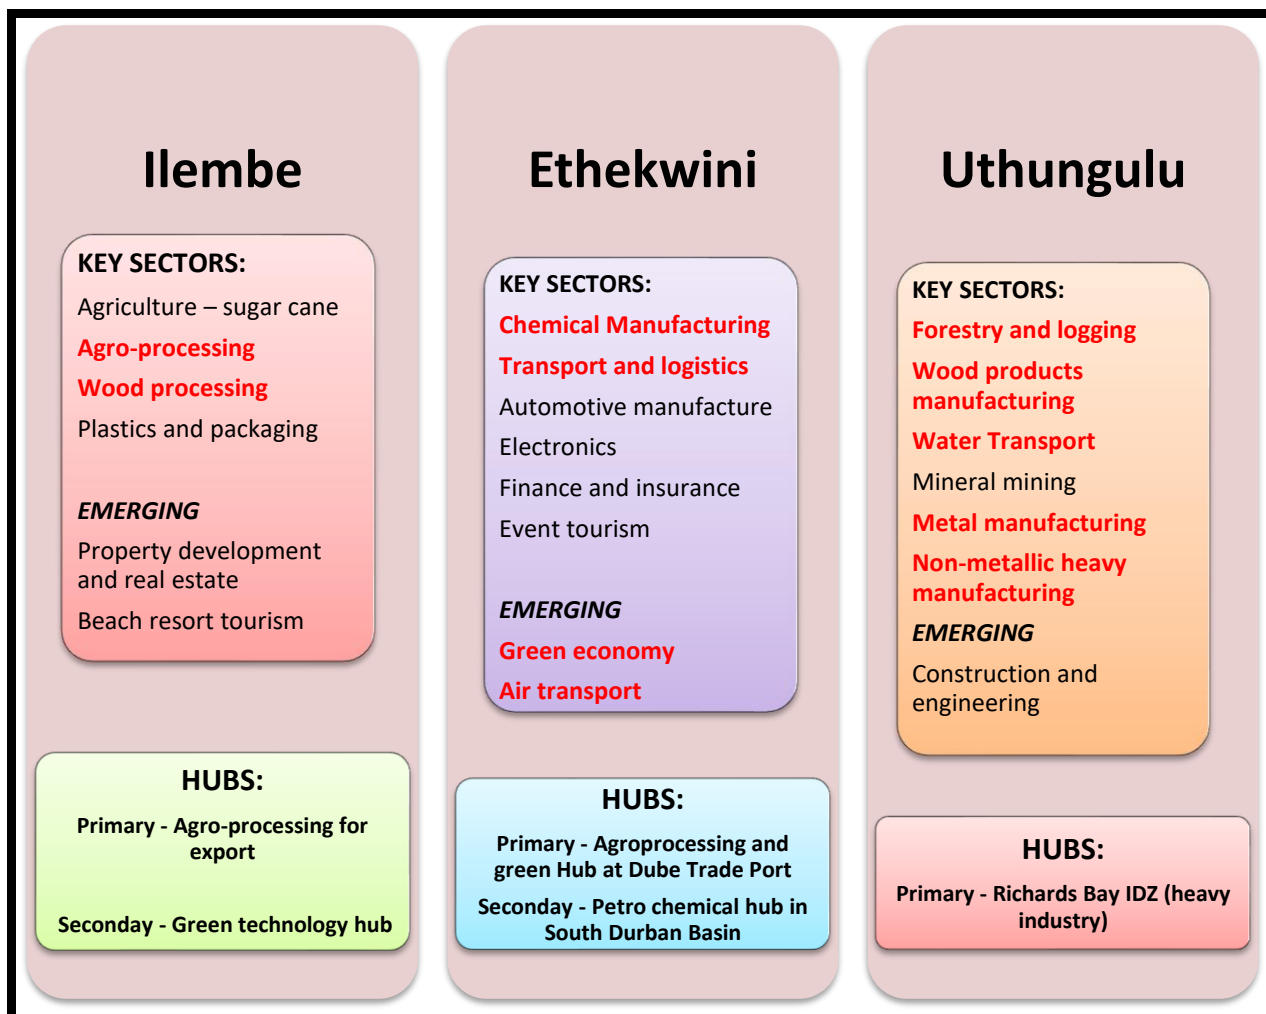 Ilembe
KEY SECTORS:
Agriculture – sugar cane
Agro-processing
Wood processing
Plastics and packaging
EMERGING
Property development
and real estate
Beach resort tourism
HUBS:
Primary - Agro-processing for
export
Seconday - Green technology hub
Ethekwini
KEY SECTORS:
Chemical Manufacturing
Transport and logistics
Automotive manufacture
Electronics
Finance and insurance
Event tourism
EMERGING
Green economy
Air transport
HUBS:
Primary - Agroprocessing and
green Hub at Dube Trade Port
Seconday - Petro chemical hub in
South Durban Basin
Uthungulu
KEY SECTORS:
Forestry and logging
Wood products
manufacturing
Water Transport
Mineral mining
Metal manufacturing
Non-metallic heavy
manufacturing
EMERGING
Construction and
engineering
HUBS:
Primary - Richards Bay IDZ (heavy
industry)